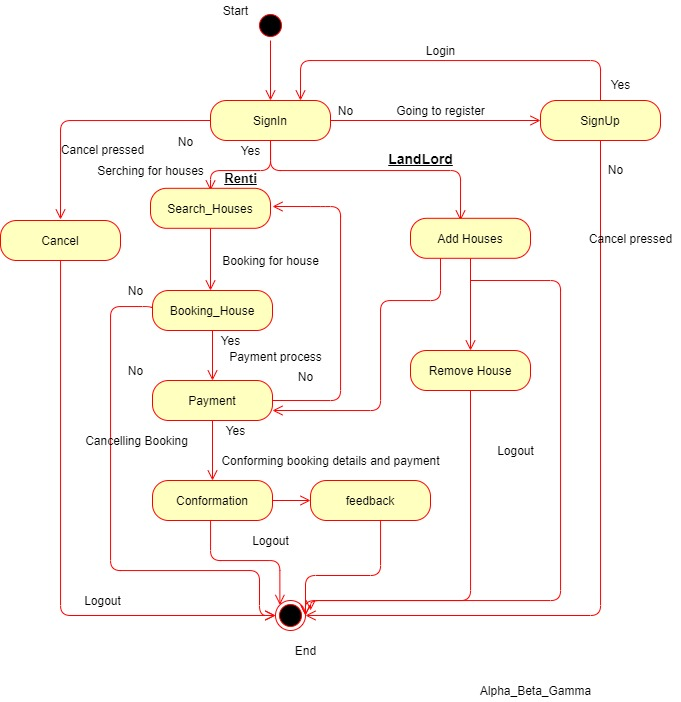 Start
Login
Yes
SignIn
No
Going to register
SignUp
No
Cancel pressed
Yes
No
LandLord
Serching for houses
Renti
Search_Houses
Add Houses
Cancel
Cancel pressed
Booking for house
No
Booking_House
Yes
Payment process
No
No
Remove House
Payment
Yes
Cancelling Booking
Logout
Conforming booking details and payment
Conformation
feedback
Logout
Logout
End
Alpha_Beta_Gamma